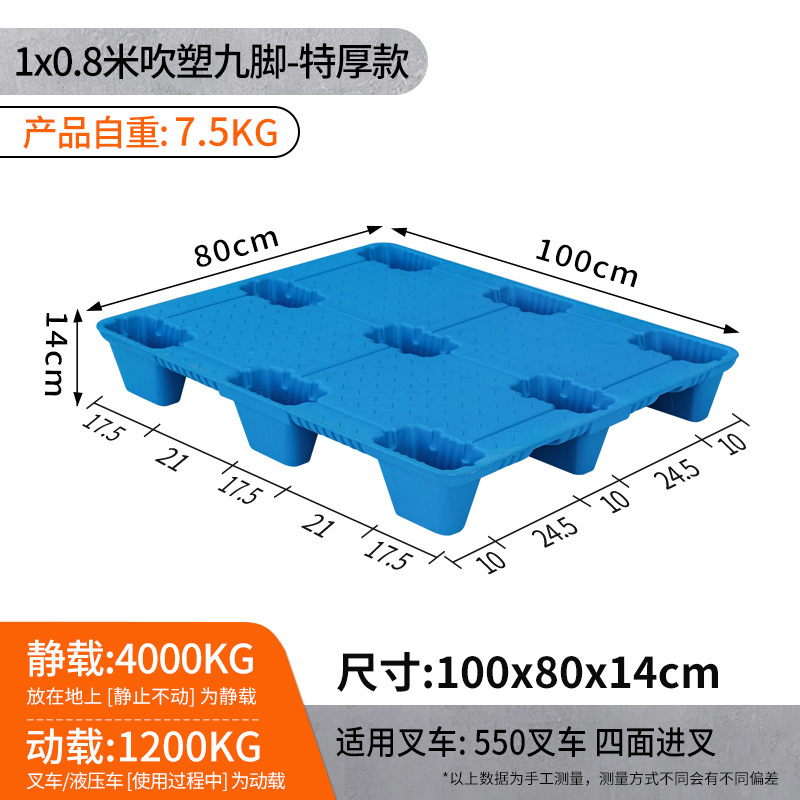 1x0.8米吹塑九脚-特厚款
产品自重: 7.5KG
80cm
100cm
14cm
17.5
21
17.5
21
17.5
10
24.5
10
24.5
10
静载:4000KG
放在地上 [静止不动] 为静载
动载:1200KG
叉车/液压车 [使用过程中] 为动载
尺寸:100x80x14cm
适用叉车: 550叉车 四面进叉
*以上数据为手工测量，测量方式不同会有不同偏差